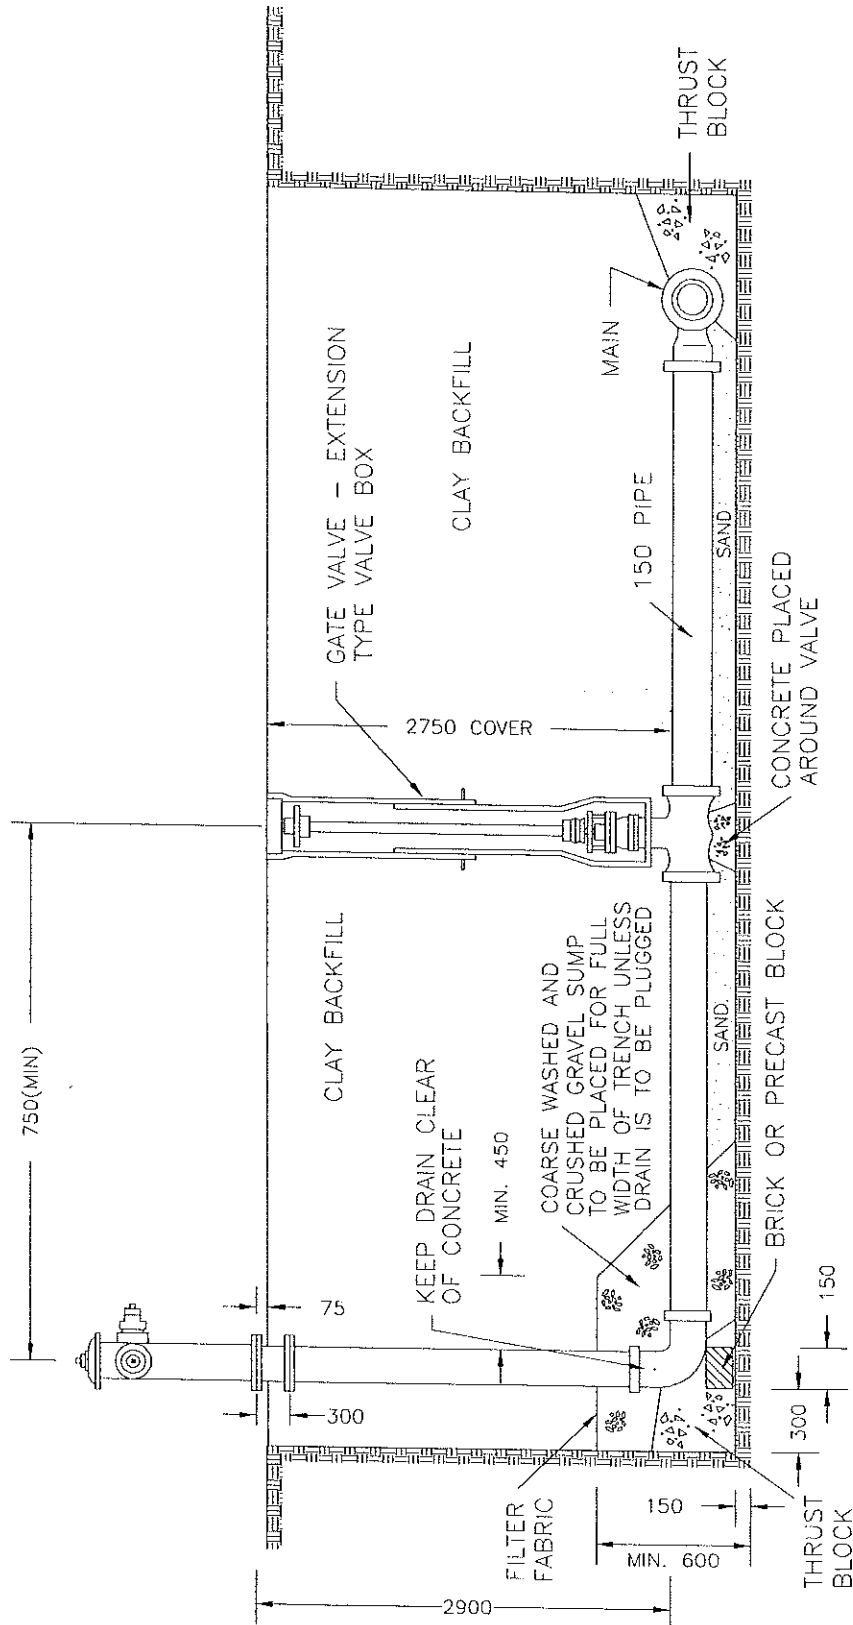 THRUST
BLOCK
MAIN
GATE VALVE – EXTENSION
TYPE VALVE BOX
CLAY BACKFILL
150 PIPE
SAND
CONCRETE PLACED
AROUND VALVE
2750 COVER
750(MIN)
CLAY BACKFILL
COARSE WASHED AND
CRUSHED GRAVEL SUMP
TO BE PLACED FOR FULL
WIDTH OF TRENCH UNLESS
DRAIN IS TO BE PLUGGED
SAND
BRICK OR PRECAST BLOCK
KEEP DRAIN CLEAR
OF CONCRETE
MIN. 450
75
300
150
300
FILTER
FABRIC
150
MIN. 600
THRUST
BLOCK
2900